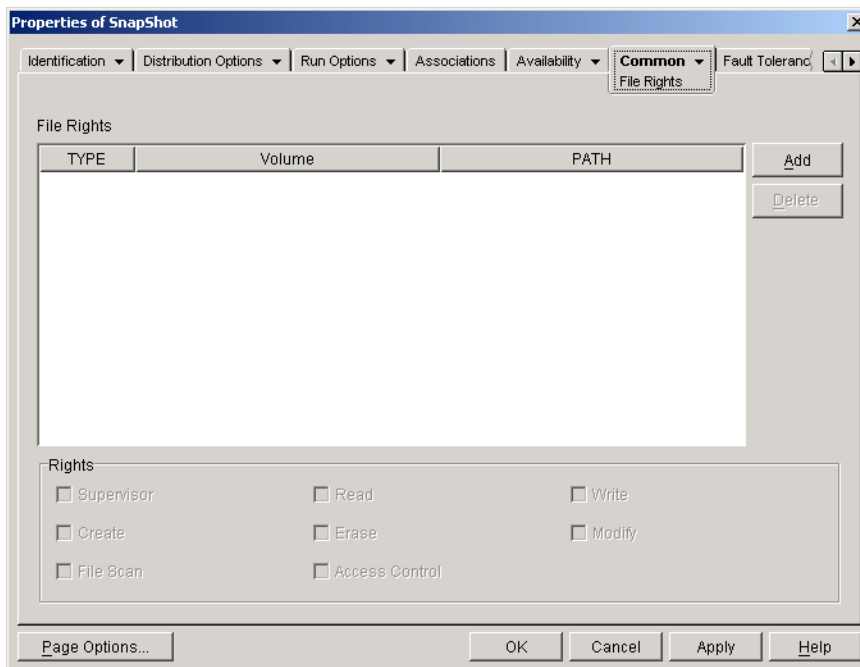 Properties of SnapShot
Identification Distribution Options Run Options Associations Availability Common Fault Toleranc
File Rights
File Rights
TYPE Volume PATH Add
Delete
Rights
Supervisor Read Write
Create Erase Modify
File Scan Access Control
Page Options... OK Cancel Apply Help